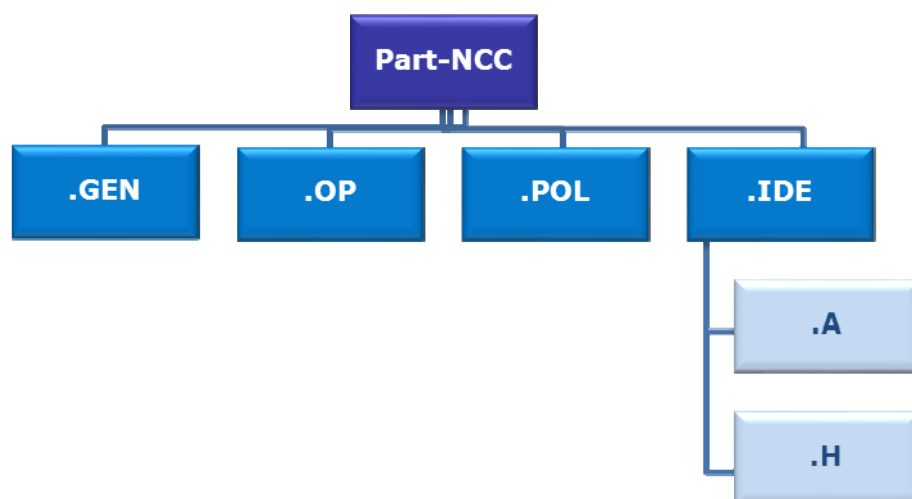 Part-NCC
.GEN
.OP
.POL
.IDE
.A
.H